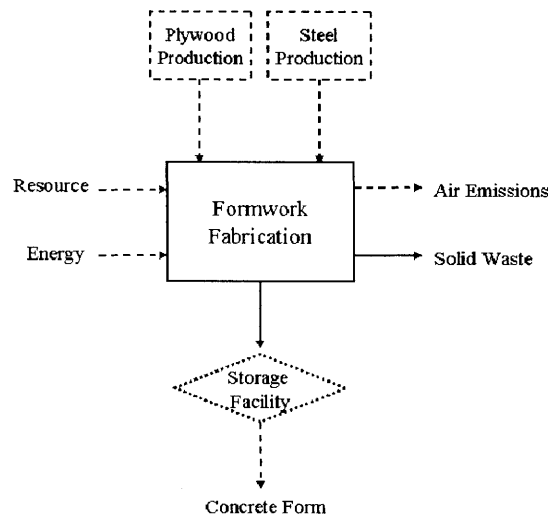 Plywood
Production
Steel
Production
Resource
Formwork
Fabrication
Air Emissions
Energy
Solid Waste
Storage
Facility
Concrete Form